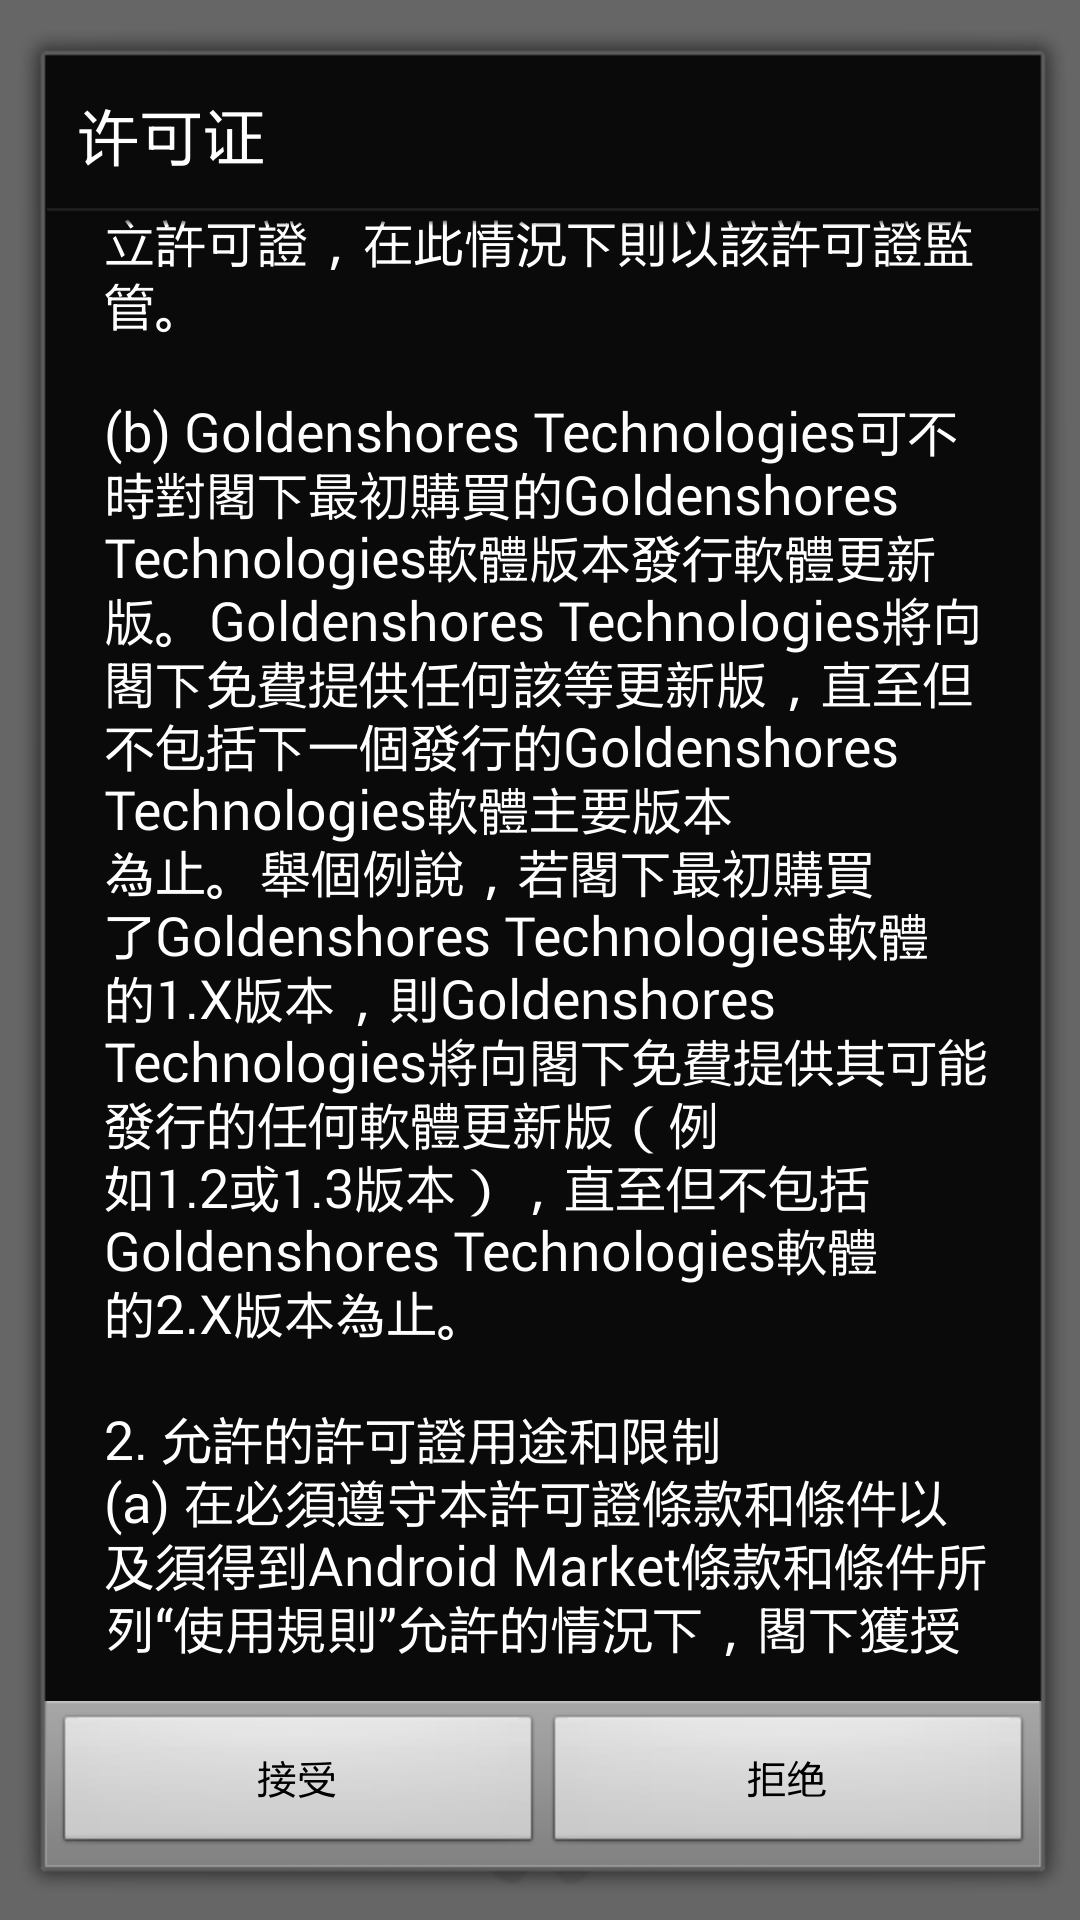 许可证
立許可證，在此情況下則以該許可證監
管。
(b) Goldenshores Technologies可不
時對閣下最初購買的Goldenshores
Technologies軟體版本發行軟體更新
版。 Goldenshores Technologies將向
閣下免費提供任何該等更新版，直至但
不包括下一個發行的Goldenshores
Technologies軟體主要版本
為止。 舉個例說，若閣下最初購買
了Goldenshores Technologies軟體
的1.X版本，則Goldenshores
Technologies將向閣下免費提供其可能
發行的任何軟體更新版（例
如1.2或1.3版本），直至但不包括
Goldenshores Technologies軟體
的2.X版本為止。
2. 允許的許可證用途和限制
(a) 在必須遵守本許可證條款和條件以
及須得到Android Market條款和條件所
列“使用規則”允許的情況下，閣下獲授
接受
拒绝